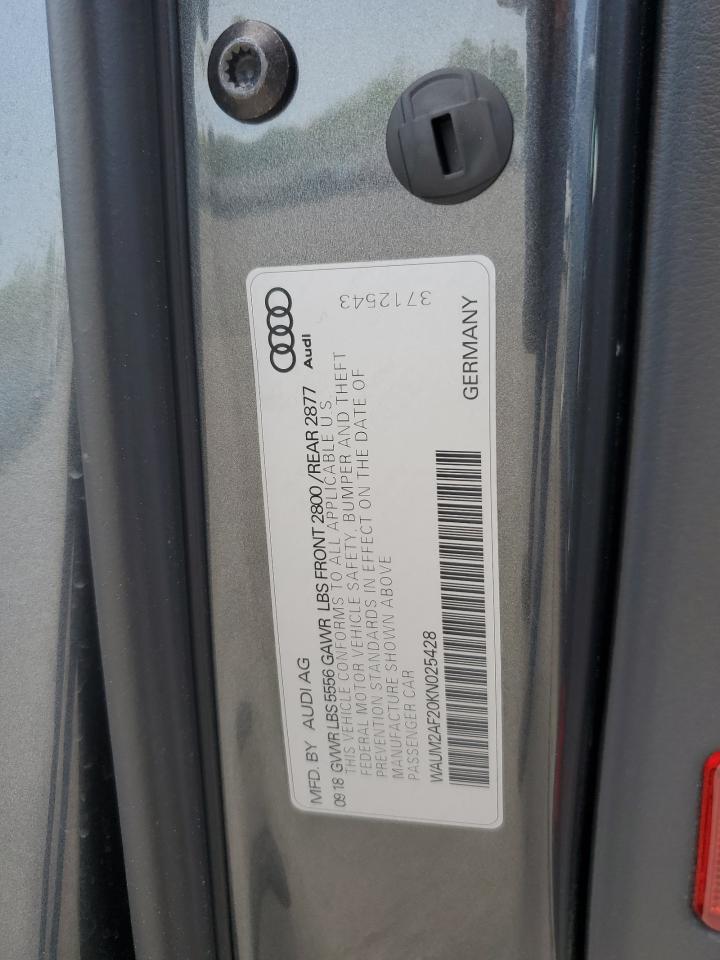 MFD. BY AUDI AG
Audi
0918 GVWR LBS 5556 GAWR LBS FRONT 2800/REAR 2877
THIS VEHICLE CONFORMS TO ALL APPLICABLE U S
FEDERAL MOTOR VEHICLE SAFETY, BUMPER AND THEFT
PREVENTION STANDARDS IN EFFECT ON THE DATE OF
MANUFACTURE SHOWN ABOVE
3712543
PASSENGER CAR
WAUM2AF20KN025428
GERMANY